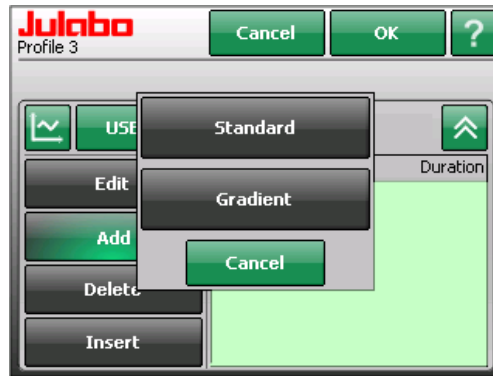 Julabo
Profile 3
Cancel
OK
?
Standard
Duration
Edit
Gradient
Add
Cancel
Insert